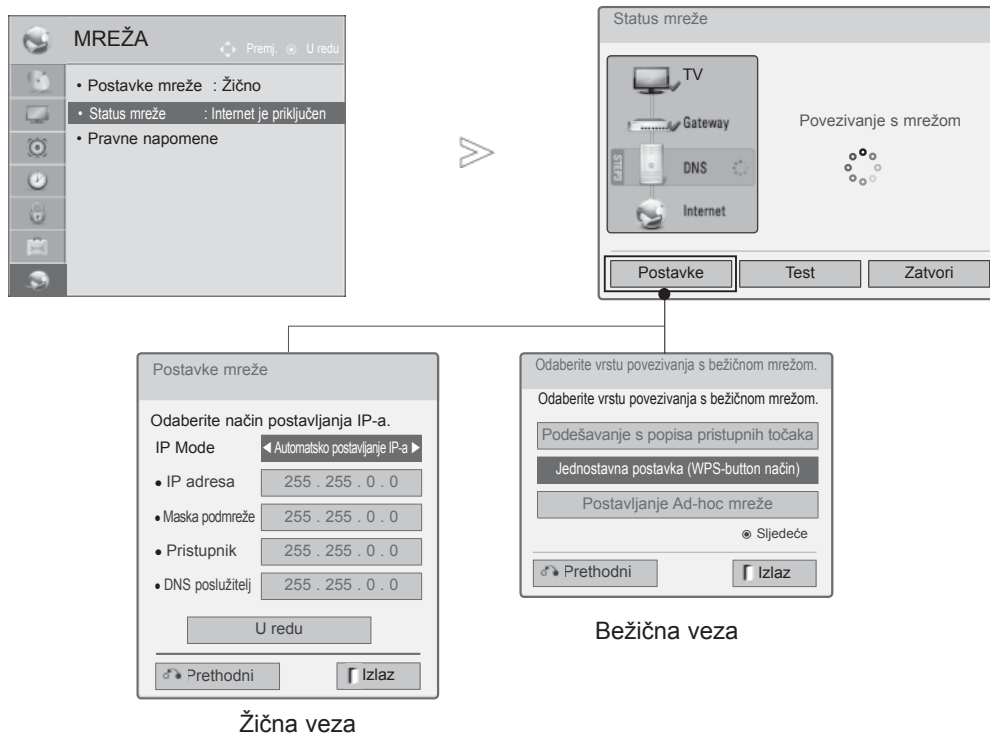 MREŽA
Premj. U redu
• Postavke mreže : Žično
• Status mreže : Internet je priključen
• Pravne napomene
Status mreže
TV
Gateway
STEP3
DNS
Internet
Povezivanje s mrežom
Postavke
Test
Zatvori
Postavke mreže
Odaberite način postavljanja IP-a.
IP Mode ◀ Automatsko postavljanje IP-a ▶
• IP adresa 255 . 255 . 0 . 0
• Maska podmreže 255 . 255 . 0 . 0
• Pristupnik 255 . 255 . 0 . 0
• DNS poslužitelj 255 . 255 . 0 . 0
U redu
Prethodni
Izlaz
Žična veza
Odaberite vrstu povezivanja s bežičnom mrežom.
Odaberite vrstu povezivanja s bežičnom mrežom.
Podešavanje s popisa pristupnih točaka
Jednostavna postavka (WPS-button način)
Postavljanje Ad-hoc mreže
◉ Sljedeće
Prethodni
Izlaz
Bežična veza